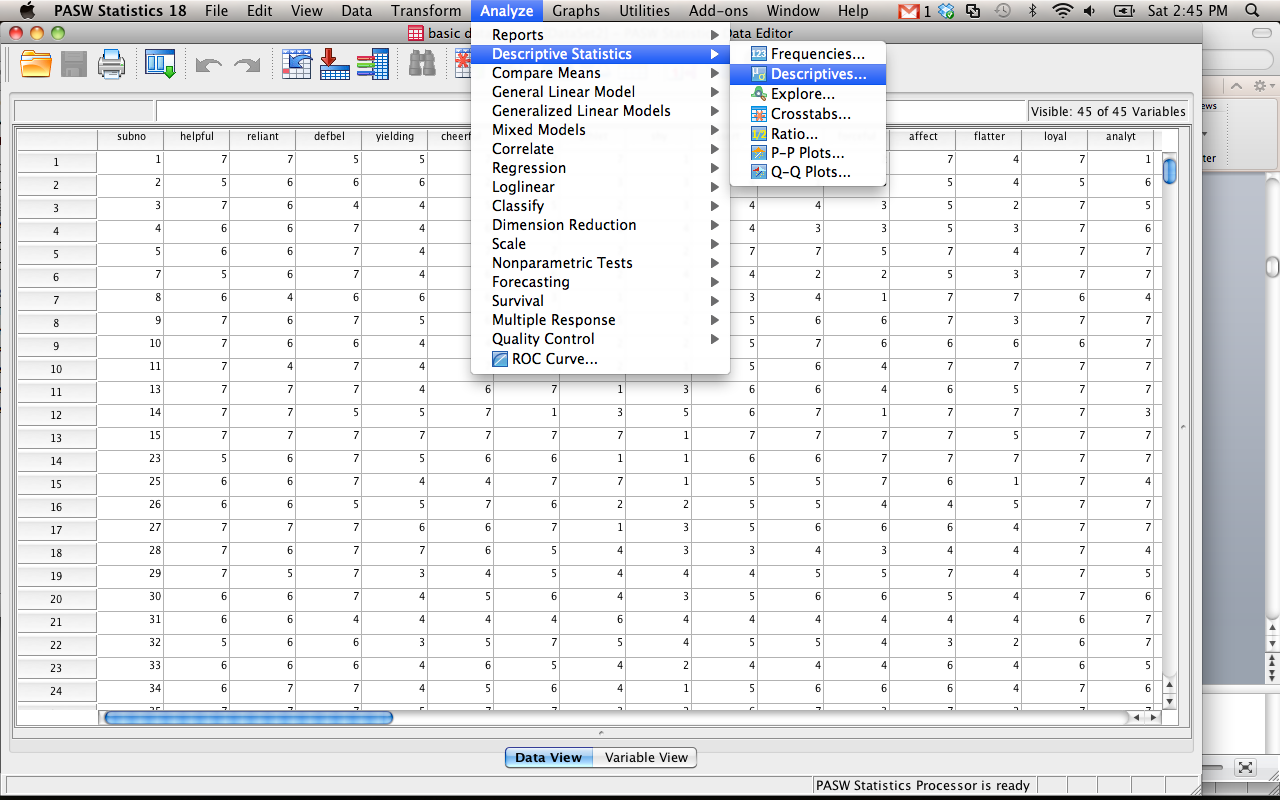 PASW Statistics 18 File Edit View Data Transform Analyze Graphs Utilities Add-ons Window Help 1 Sat 2:45 PM
basic d Data Editor
Reports
Descriptive Statistics
Compare Means
General Linear Model
Generalized Linear Models
Mixed Models
Correlate
Regression
Loglinear
Classify
Dimension Reduction
Scale
Nonparametric Tests
Forecasting
Survival
Multiple Response
Quality Control
ROC Curve...
Frequencies...
Descriptives...
Explore...
Crosstabs...
Ratio...
P-P Plots...
Q-Q Plots...
Visible: 45 of 45 Variables
ews
ter
subno helpful reliant defbel yielding cheerf affect flatter loyal analyt
1 1 7 7 5 5 7 4 7 1
2 2 5 6 6 6 5 4 5 6
3 3 7 6 4 4 4 4 3 5 2 7 5
4 4 6 6 7 4 4 3 3 5 3 7 6
5 5 6 6 7 4 7 7 5 7 4 7 7
6 7 5 6 7 4 4 2 2 5 3 7 7
7 8 6 4 6 6 3 4 1 7 7 6 4
8 9 7 6 7 5 5 6 6 7 3 7 7
9 10 7 6 6 4 5 7 6 6 6 6 7
10 11 7 4 7 4 5 6 4 7 7 7 7
11 13 7 7 7 4 6 7 1 3 6 6 4 6 5 7 7
12 14 7 7 5 5 7 1 3 5 6 7 1 7 7 7 3
13 15 7 7 7 7 7 7 7 1 7 7 7 7 5 7 7
14 23 5 6 7 5 6 6 1 1 6 6 7 7 7 7 7
15 25 6 6 7 4 4 7 7 1 5 5 7 6 1 7 4
16 26 6 6 5 5 7 6 2 2 5 5 4 4 5 7 7
17 27 7 7 7 6 6 7 1 3 5 6 6 6 4 7 7
18 28 7 6 7 7 6 5 4 3 3 4 3 4 4 7 4
19 29 7 5 7 3 4 5 4 4 4 5 5 7 4 7 5
20 30 6 6 7 4 5 6 4 3 5 6 6 5 4 7 6
21 31 6 6 4 4 4 4 6 4 4 4 4 4 4 6 7
22 32 5 6 6 3 5 7 5 4 5 5 4 3 2 6 7
23 33 6 6 6 4 6 5 4 2 4 4 4 6 4 6 5
24 34 6 7 7 4 5 6 4 1 5 6 6 6 4 7 6
Data View Variable View
PASW Statistics Processor is ready